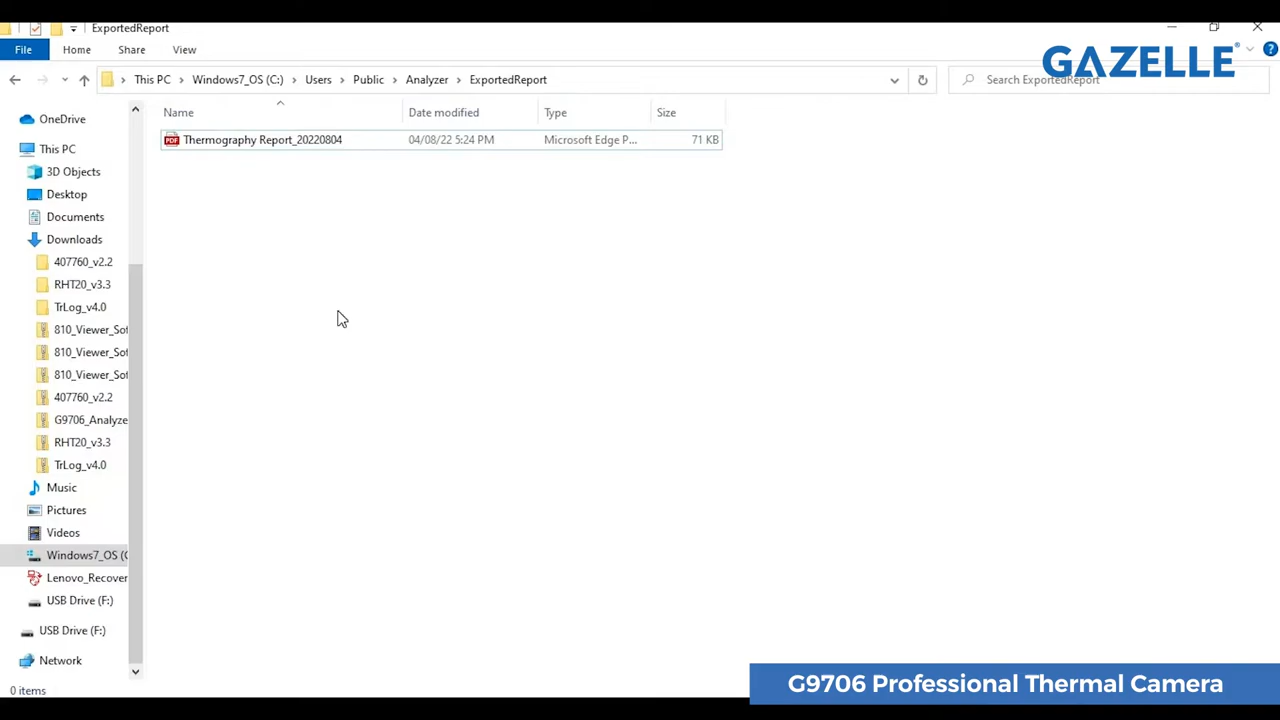 ExportedReport
File Home Share View
GAZELLE®
This PC Windows7_OS (C:) Users Public Analyzer ExportedReport
Search ExportedReport
Name Date modified Type Size
Thermography Report_20220804 04/08/22 5:24 PM Microsoft Edge P... 71 KB
PDF
OneDrive
This PC
3D Objects
Desktop
Documents
Downloads
407760_v2.2
RHT20_v3.3
TrLog_v4.0
810_Viewer_Sof
810_Viewer_Sof
810_Viewer_Sof
407760_v2.2
G9706_Analyze
RHT20_v3.3
TrLog_v4.0
Music
Pictures
Videos
Windows7_OS (C
Lenovo_Recover
USB Drive (F:)
USB Drive (F:)
Network
0 items
G9706 Professional Thermal Camera